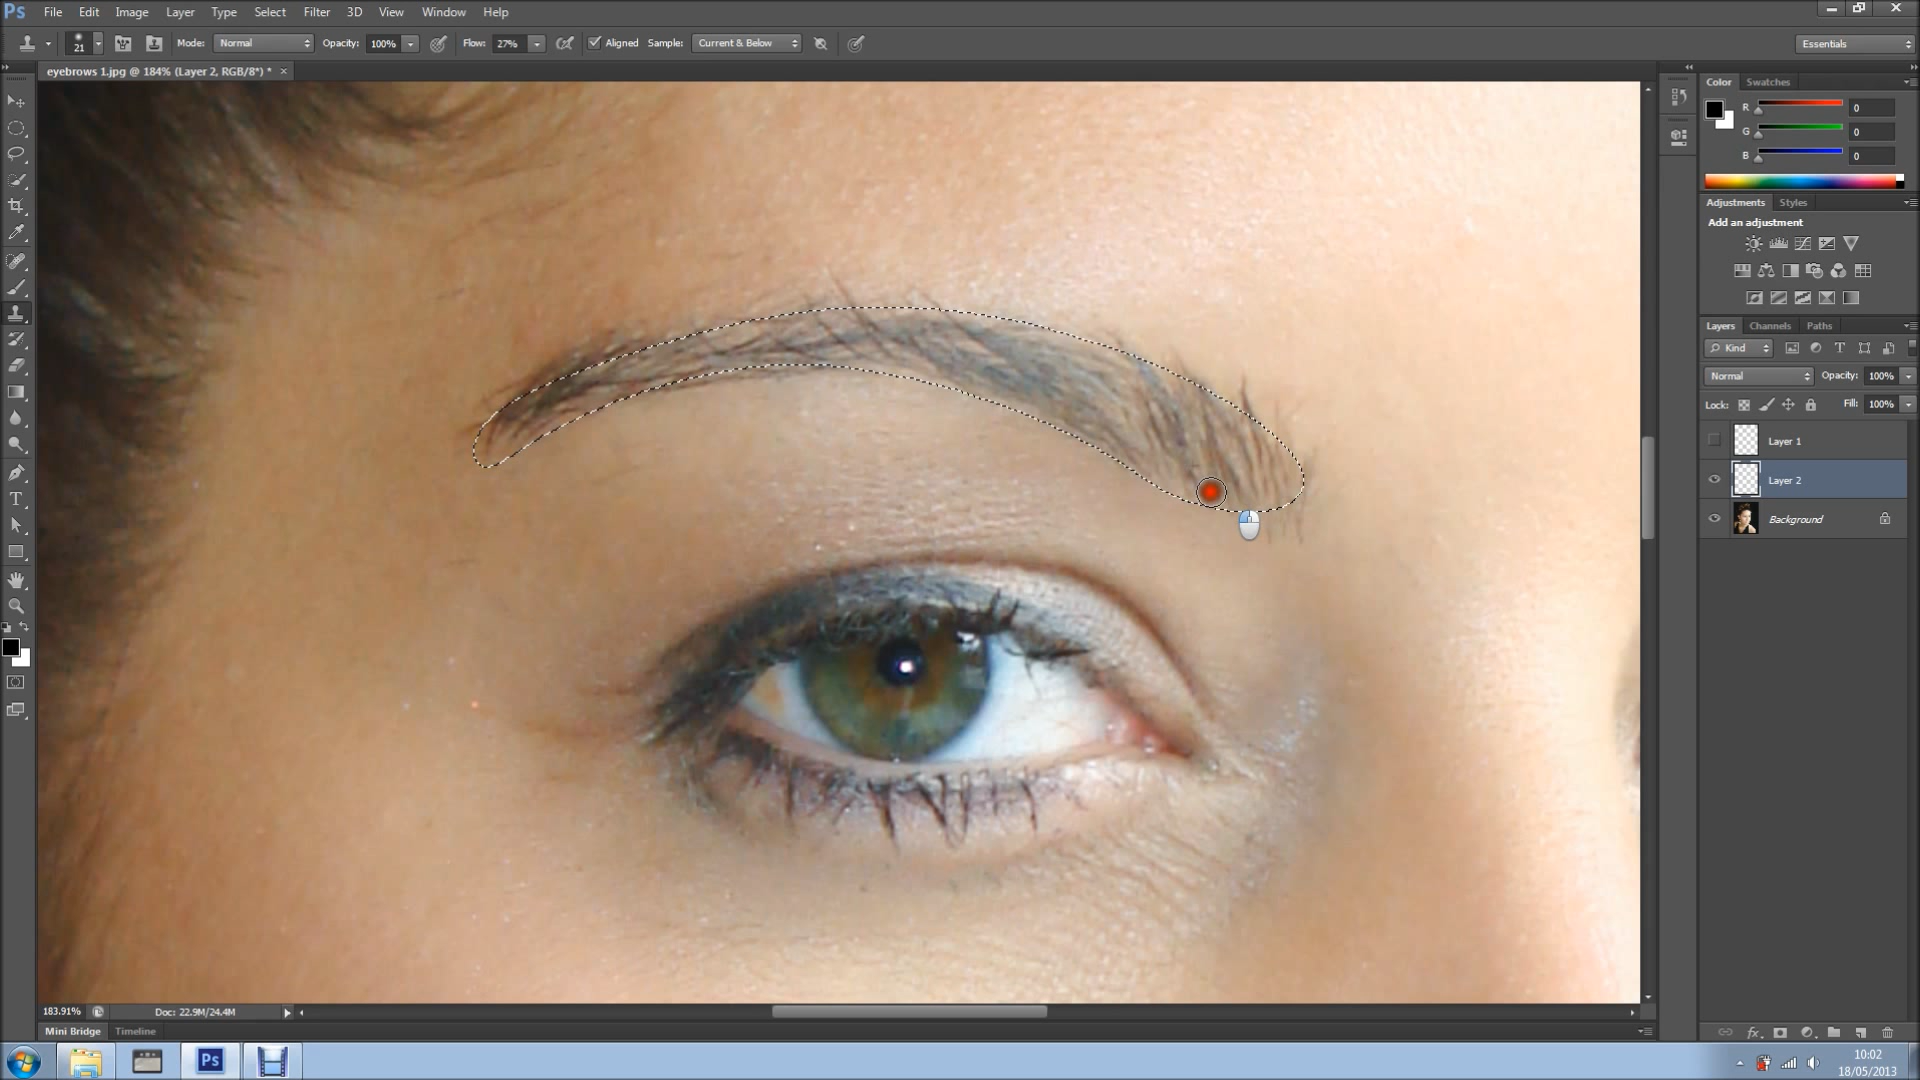 Ps File Edit Image Layer Type Select Filter 3D View Window Help
21 Mode: Normal Opacity: 100% Flow: 27% Aligned Sample: Current & Below Essentials
eyebrows 1.jpg @ 184% (Layer 2, RGB/8*) * ×
Color Swatches
R 0
G 0
B 0
Adjustments Styles
Add an adjustment
Layers Channels Paths
Kind T
Normal Opacity: 100%
Lock: Fill: 100%
Layer 1
Layer 2
Background
T
183.91% Doc: 22.9M/24.4M
fx
Mini Bridge Timeline
Ps
10:02
18/05/2013